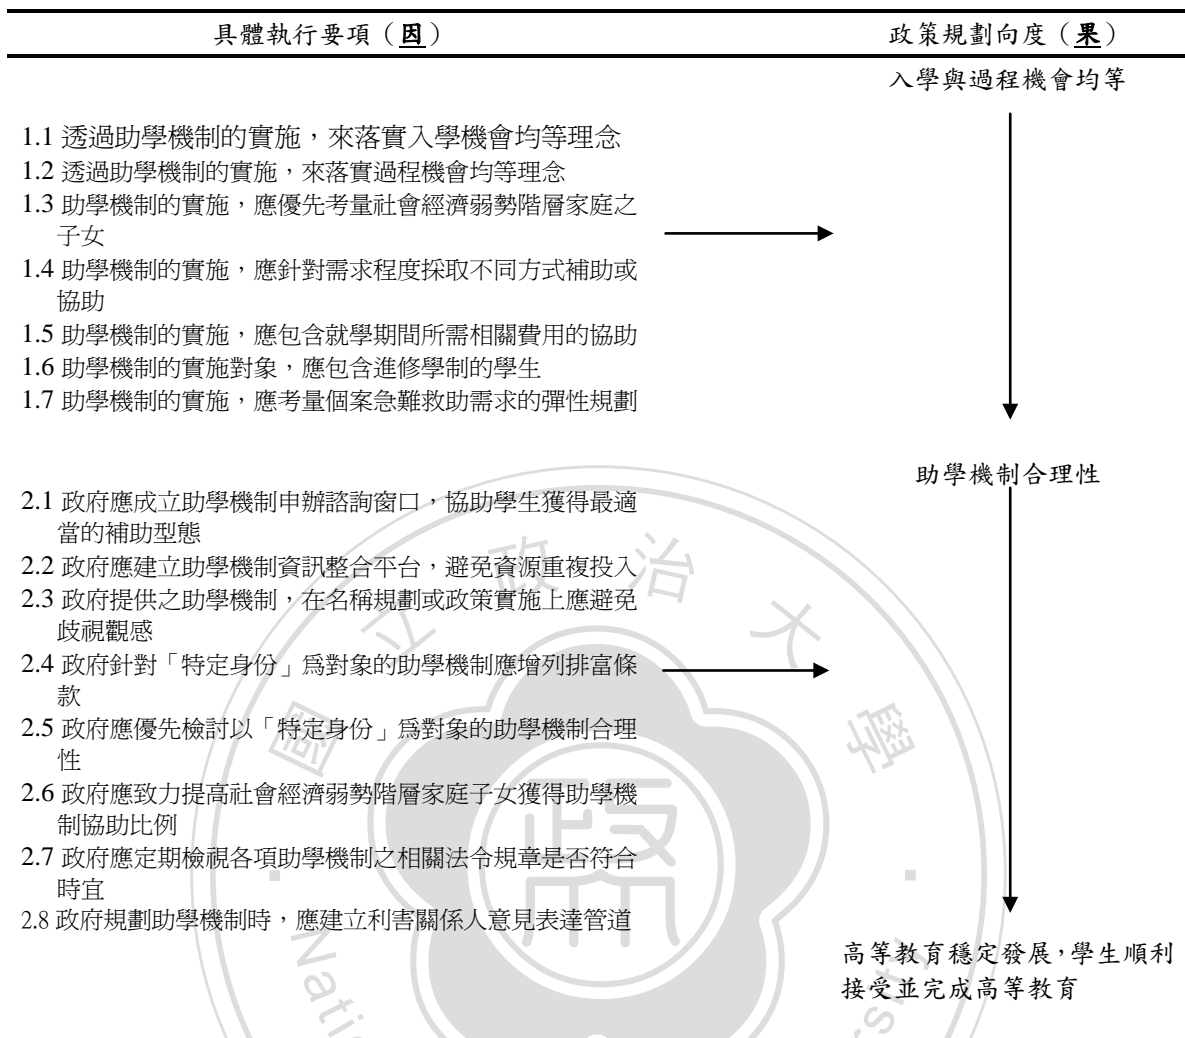 具體執行要項（因） 政策規劃向度（果）
入學與過程機會均等
1.1 透過助學機制的實施，來落實入學機會均等理念
1.2 透過助學機制的實施，來落實過程機會均等理念
1.3 助學機制的實施，應優先考量社會經濟弱勢階層家庭之
子女
1.4 助學機制的實施，應針對需求程度採取不同方式補助或
協助
1.5 助學機制的實施，應包含就學期間所需相關費用的協助
1.6 助學機制的實施對象，應包含進修學制的學生
1.7 助學機制的實施，應考量個案急難救助需求的彈性規劃
助學機制合理性
2.1 政府應成立助學機制申辦諮詢窗口，協助學生獲得最適
當的補助型態
2.2 政府應建立助學機制資訊整合平台，避免資源重複投入
2.3 政府提供之助學機制，在名稱規劃或政策實施上應避免
歧視觀感
2.4 政府針對「特定身份」為對象的助學機制應增列排富條
款
2.5 政府應優先檢討以「特定身份」為對象的助學機制合理
性
2.6 政府應致力提高社會經濟弱勢階層家庭子女獲得助學機
制協助比例
2.7 政府應定期檢視各項助學機制之相關法令規章是否符合
時宜
2.8 政府規劃助學機制時，應建立利害關係人意見表達管道
高等教育穩定發展，學生順利
接受並完成高等教育
國立政治大學
政
Nati
rsity